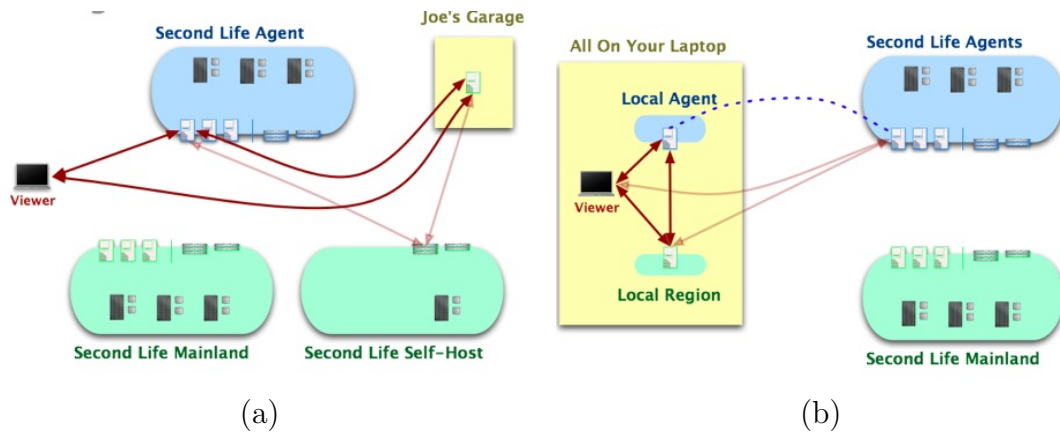 Joe's Garage
Second Life Agent
Viewer
Second Life Mainland
Second Life Self-Host
(a)
All On Your Laptop
Second Life Agents
Local Agent
Viewer
Local Region
Second Life Mainland
(b)